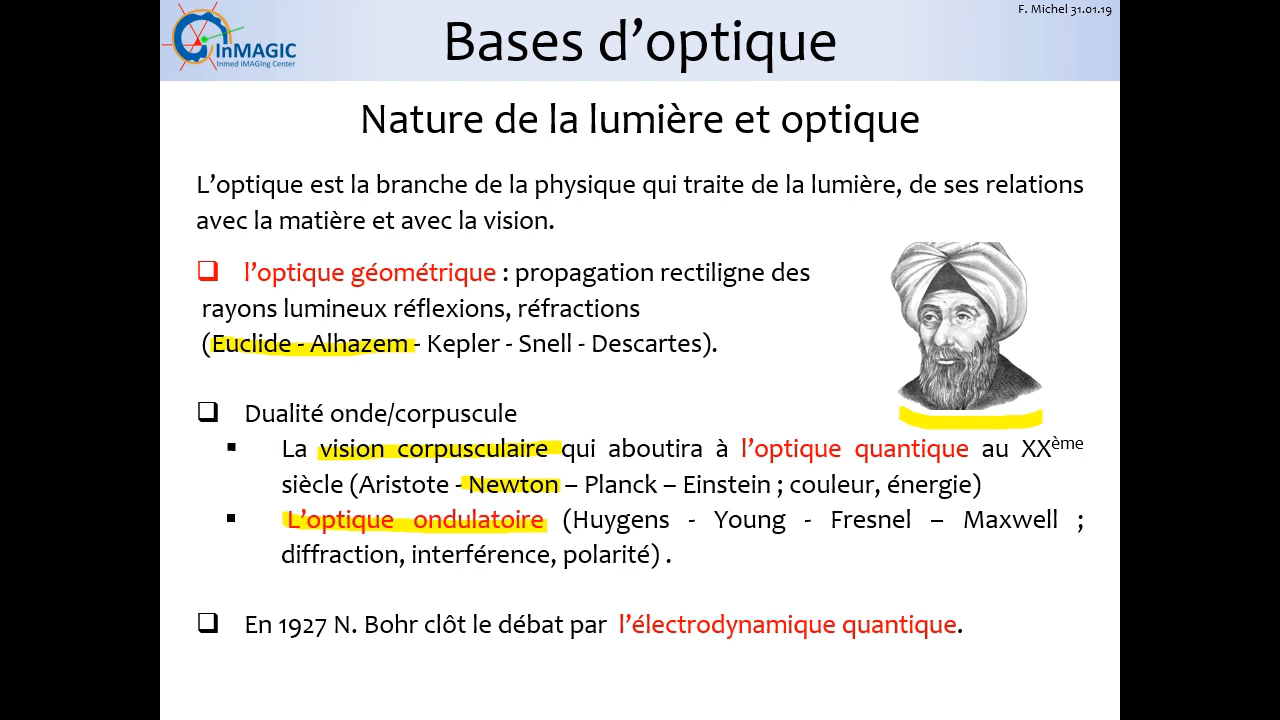 F. Michel 31.01.19
InMAGIC
Inmed iMAGIng Center
Bases d’optique
Nature de la lumière et optique
L’optique est la branche de la physique qui traite de la lumière, de ses relations
avec la matière et avec la vision.
l’optique géométrique : propagation rectiligne des
rayons lumineux réflexions, réfractions
(Euclide - Alhazem - Kepler - Snell - Descartes).
Dualité onde/corpuscule
La vision corpusculaire qui aboutira à l’optique quantique au XXème
siècle (Aristote - Newton – Planck – Einstein ; couleur, énergie)
L’optique ondulatoire (Huygens - Young - Fresnel – Maxwell ;
diffraction, interférence, polarité) .
En 1927 N. Bohr clôt le débat par l’électrodynamique quantique.